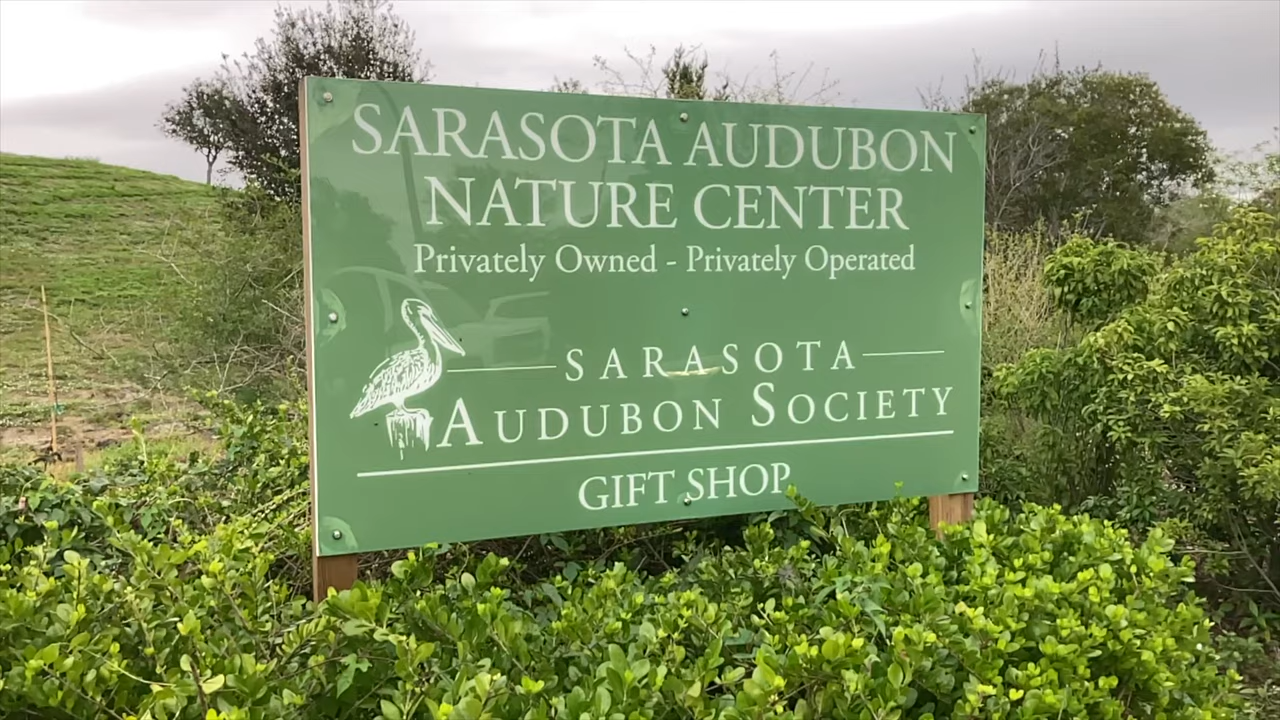 SARASOTA AUDUBON
NATURE CENTER
Privately Owned - Privately Operated
SARASOTA
AUDUBON SOCIETY
GIFT SHOP